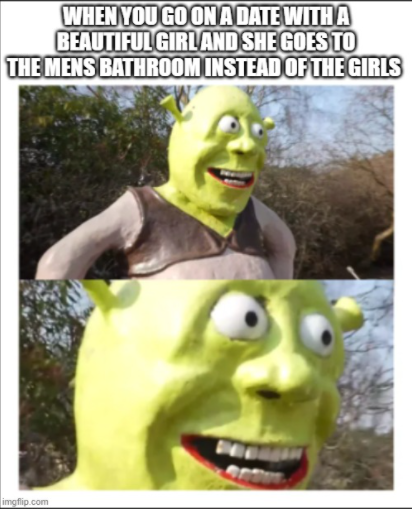 WHEN YOU GO ON A DATE WITH A
BEAUTIFUL GIRL AND SHE GOES TO
THE MENS BATHROOM INSTEAD OF THE GIRLS
imgflip.com